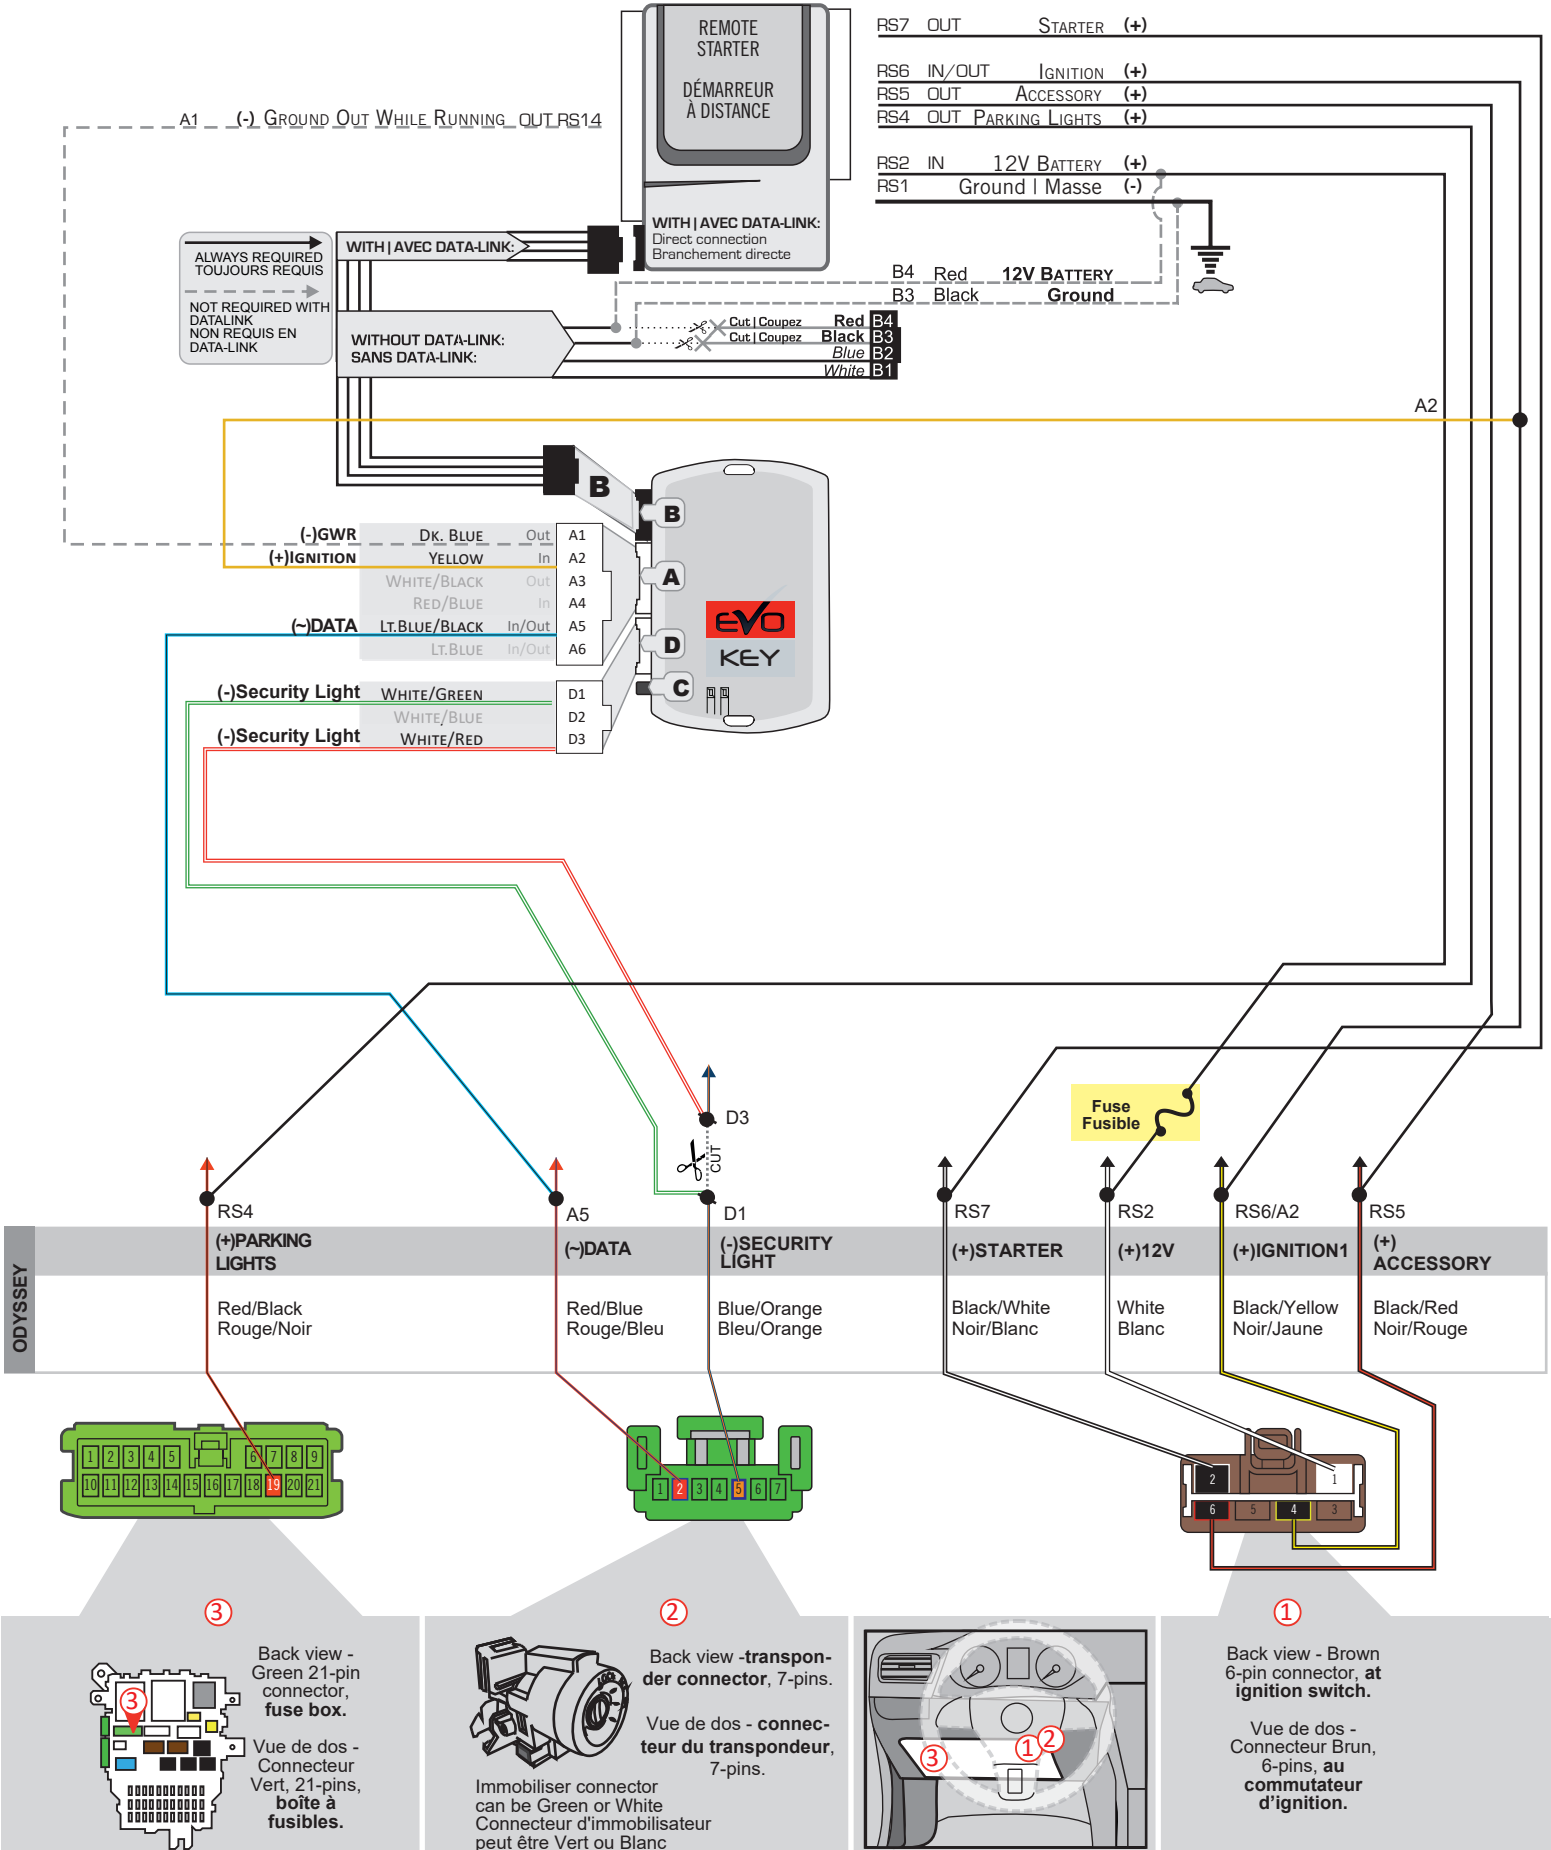 REMOTE
STARTER
DÉMARREUR
À DISTANCE
WITH | AVEC DATA-LINK:
Direct connection
Branchement directe
RS7 OUT STARTER (+)
RS6 IN/OUT IGNITION (+)
RS5 OUT ACCESSORY (+)
RS4 OUT PARKING LIGHTS (+)
RS2 IN 12V BATTERY (+)
RS1 Ground | Masse (-)
A1 (-) GROUND OUT WHILE RUNNING OUT RS14
ALWAYS REQUIRED
TOUJOURS REQUIS
NOT REQUIRED WITH
DATALINK
NON REQUIS EN
DATA-LINK
WITH | AVEC DATA-LINK:
WITHOUT DATA-LINK:
SANS DATA-LINK:
B4 Red 12V BATTERY
B3 Black Ground
Cut | Coupez Red B4
Cut | Coupez Black B3
Blue B2
White B1
A2
B
B
A
D
C
EVO
KEY
(-)GWR DK. BLUE Out A1
(+)IGNITION YELLOW In A2
WHITE/BLACK Out A3
RED/BLUE In A4
(~)DATA LT.BLUE/BLACK In/Out A5
LT.BLUE In/Out A6
(-)Security Light WHITE/GREEN D1
WHITE/BLUE D2
(-)Security Light WHITE/RED D3
D3
CUT
D1
Fuse
Fusible
RS4
A5
RS7
RS2
RS6/A2
RS5
ODYSSEY
(+)PARKING
LIGHTS
(~)DATA
(-)SECURITY
LIGHT
(+)STARTER
(+)12V
(+)IGNITION1
(+)
ACCESSORY
Red/Black
Rouge/Noir
Red/Blue
Rouge/Bleu
Blue/Orange
Bleu/Orange
Black/White
Noir/Blanc
White
Blanc
Black/Yellow
Noir/Jaune
Black/Red
Noir/Rouge
1 2 3 4 5 6 7 8 9
10 11 12 13 14 15 16 17 18 19 20 21
1 2 3 4 5 6 7
2 1
6 5 4 3
3
Back view -
Green 21-pin
connector,
fuse box.
Vue de dos -
Connecteur
Vert, 21-pins,
boîte à
fusibles.
3
2
Back view -transpon-
der connector, 7-pins.
Vue de dos - connec-
teur du transpondeur,
7-pins.
LOCK
Immobiliser connector
can be Green or White
Connecteur d'immobilisateur
peut être Vert ou Blanc
3
1
2
1
Back view - Brown
6-pin connector, at
ignition switch.
Vue de dos -
Connecteur Brun,
6-pins, au
commutateur
d'ignition.